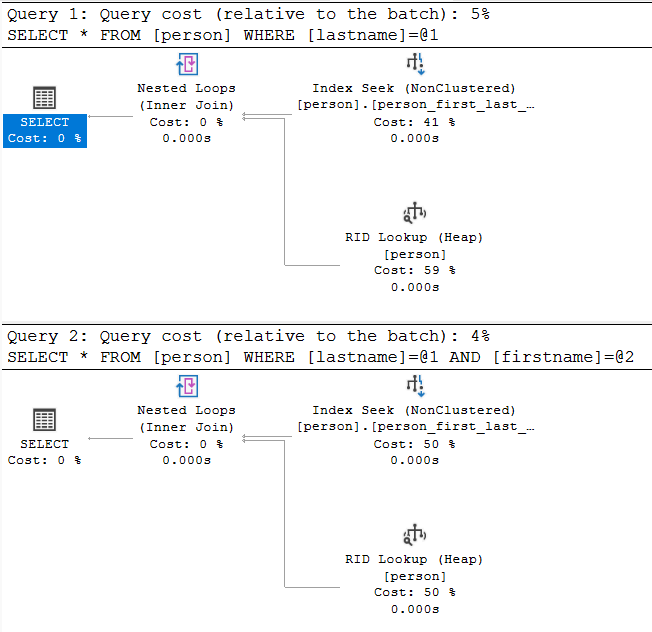 Query 1: Query cost (relative to the batch): 5%
SELECT * FROM [person] WHERE [lastname]=@1
Nested Loops
(Inner Join)
Cost: 0 %
0.000s
Index Seek (NonClustered)
[person].[person_first_last_…
Cost: 41 %
0.000s
SELECT
Cost: 0 %
RID Lookup (Heap)
[person]
Cost: 59 %
0.000s
Query 2: Query cost (relative to the batch): 4%
SELECT * FROM [person] WHERE [lastname]=@1 AND [firstname]=@2
Nested Loops
(Inner Join)
Cost: 0 %
0.000s
Index Seek (NonClustered)
[person].[person_first_last_…
Cost: 50 %
0.000s
SELECT
Cost: 0 %
RID Lookup (Heap)
[person]
Cost: 50 %
0.000s